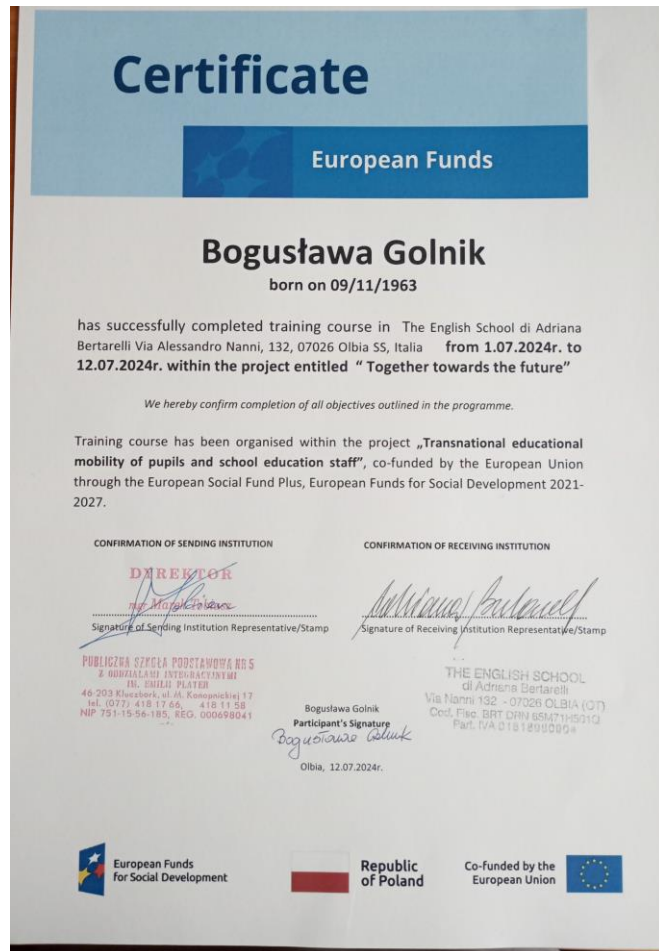 Certificate
European Funds
Bogusława Golnik
born on 09/11/1963
has successfully completed training course in The English School di Adriana
Bertarelli Via Alessandro Nanni, 132, 07026 Olbia SS, Italia from 1.07.2024r. to
12.07.2024r. within the project entitled “ Together towards the future”
We hereby confirm completion of all objectives outlined in the programme.
Training course has been organised within the project „Transnational educational
mobility of pupils and school education staff”, co-funded by the European Union
through the European Social Fund Plus, European Funds for Social Development 2021-
2027.
CONFIRMATION OF SENDING INSTITUTION
CONFIRMATION OF RECEIVING INSTITUTION
DYREKTOR
mgr Marek
Signature of Sending Institution Representative/Stamp
Signature of Receiving Institution Representative/Stamp
PUBLICZNA SZKOŁA PODSTAWOWA NR 5
Z ODDZIAŁAMI INTEGRACYJNYMI
IM. EMILII PLATER
46-203 Kluczbork, ul. M. Konopnickiej 17
tel. (077) 418 17 66, 418 11 58
NIP 751-15-56-185, REG. 000698041
THE ENGLISH SCHOOL
di Adriana Bertarelli
Via Nanni 132 - 07026 OLBIA (OT)
Cod. Fisc. BRT
Part. IVA
Bogusława Golnik
Participant's Signature
Bogusława Golnik
Olbia, 12.07.2024r.
European Funds
for Social Development
Republic
of Poland
Co-funded by the
European Union